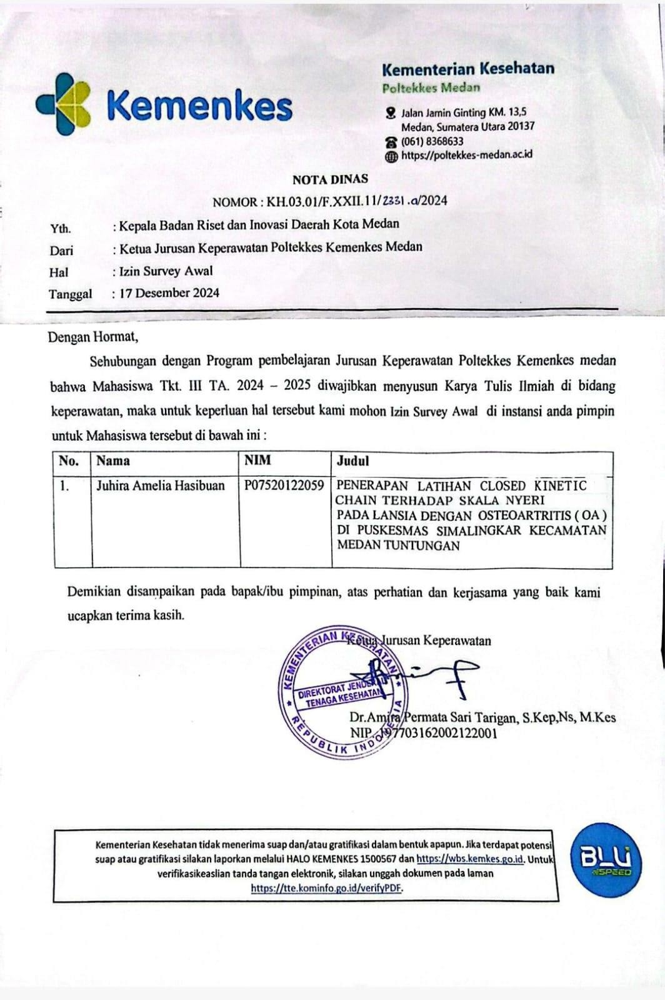 Kemenkes
Kementerian Kesehatan
Poltekkes Medan
Jalan Jamin Ginting KM. 13,5
Medan, Sumatera Utara 20137
(061) 8368633
https://poltekkes-medan.ac.id
NOTA DINAS
NOMOR : KH.03.01/F.XXII.11/2331.a/2024
Yth. : Kepala Badan Riset dan Inovasi Daerah Kota Medan
Dari : Ketua Jurusan Keperawatan Poltekkes Kemenkes Medan
Hal : Izin Survey Awal
Tanggal : 17 Desember 2024
Dengan Hormat,
Sehubungan dengan Program pembelajaran Jurusan Keperawatan Poltekkes Kemenkes medan
bahwa Mahasiswa Tkt. III TA. 2024 – 2025 diwajibkan menyusun Karya Tulis Ilmiah di bidang
keperawatan, maka untuk keperluan hal tersebut kami mohon Izin Survey Awal di instansi anda pimpin
untuk Mahasiswa tersebut di bawah ini :
No. Nama NIM Judul
1. Juhira Amelia Hasibuan P07520122059 PENERAPAN LATIHAN CLOSED KINETIC
CHAIN TERHADAP SKALA NYERI
PADA LANSIA DENGAN OSTEOARTRITIS ( OA )
DI PUSKESMAS SIMALINGKAR KECAMATAN
MEDAN TUNTUNGAN
Demikian disampaikan pada bapak/ibu pimpinan, atas perhatian dan kerjasama yang baik kami
ucapkan terima kasih.
Ketua Jurusan Keperawatan
KEMENTERIAN KESEHATAN
DIREKTORAT JENDERAL
TENAGA KESEHATAN
REPUBLIK INDONESIA
Dr.Amira Permata Sari Tarigan, S.Kep,Ns, M.Kes
NIP. 197703162002122001
Kementerian Kesehatan tidak menerima suap dan/atau gratifikasi dalam bentuk apapun. Jika terdapat potensi
suap atau gratifikasi silakan laporkan melalui HALO KEMENKES 1500567 dan https://wbs.kemkes.go.id. Untuk
verifikasikeaslian tanda tangan elektronik, silakan unggah dokumen pada laman
https://tte.kominfo.go.id/verifyPDF.
BLU
SPEED